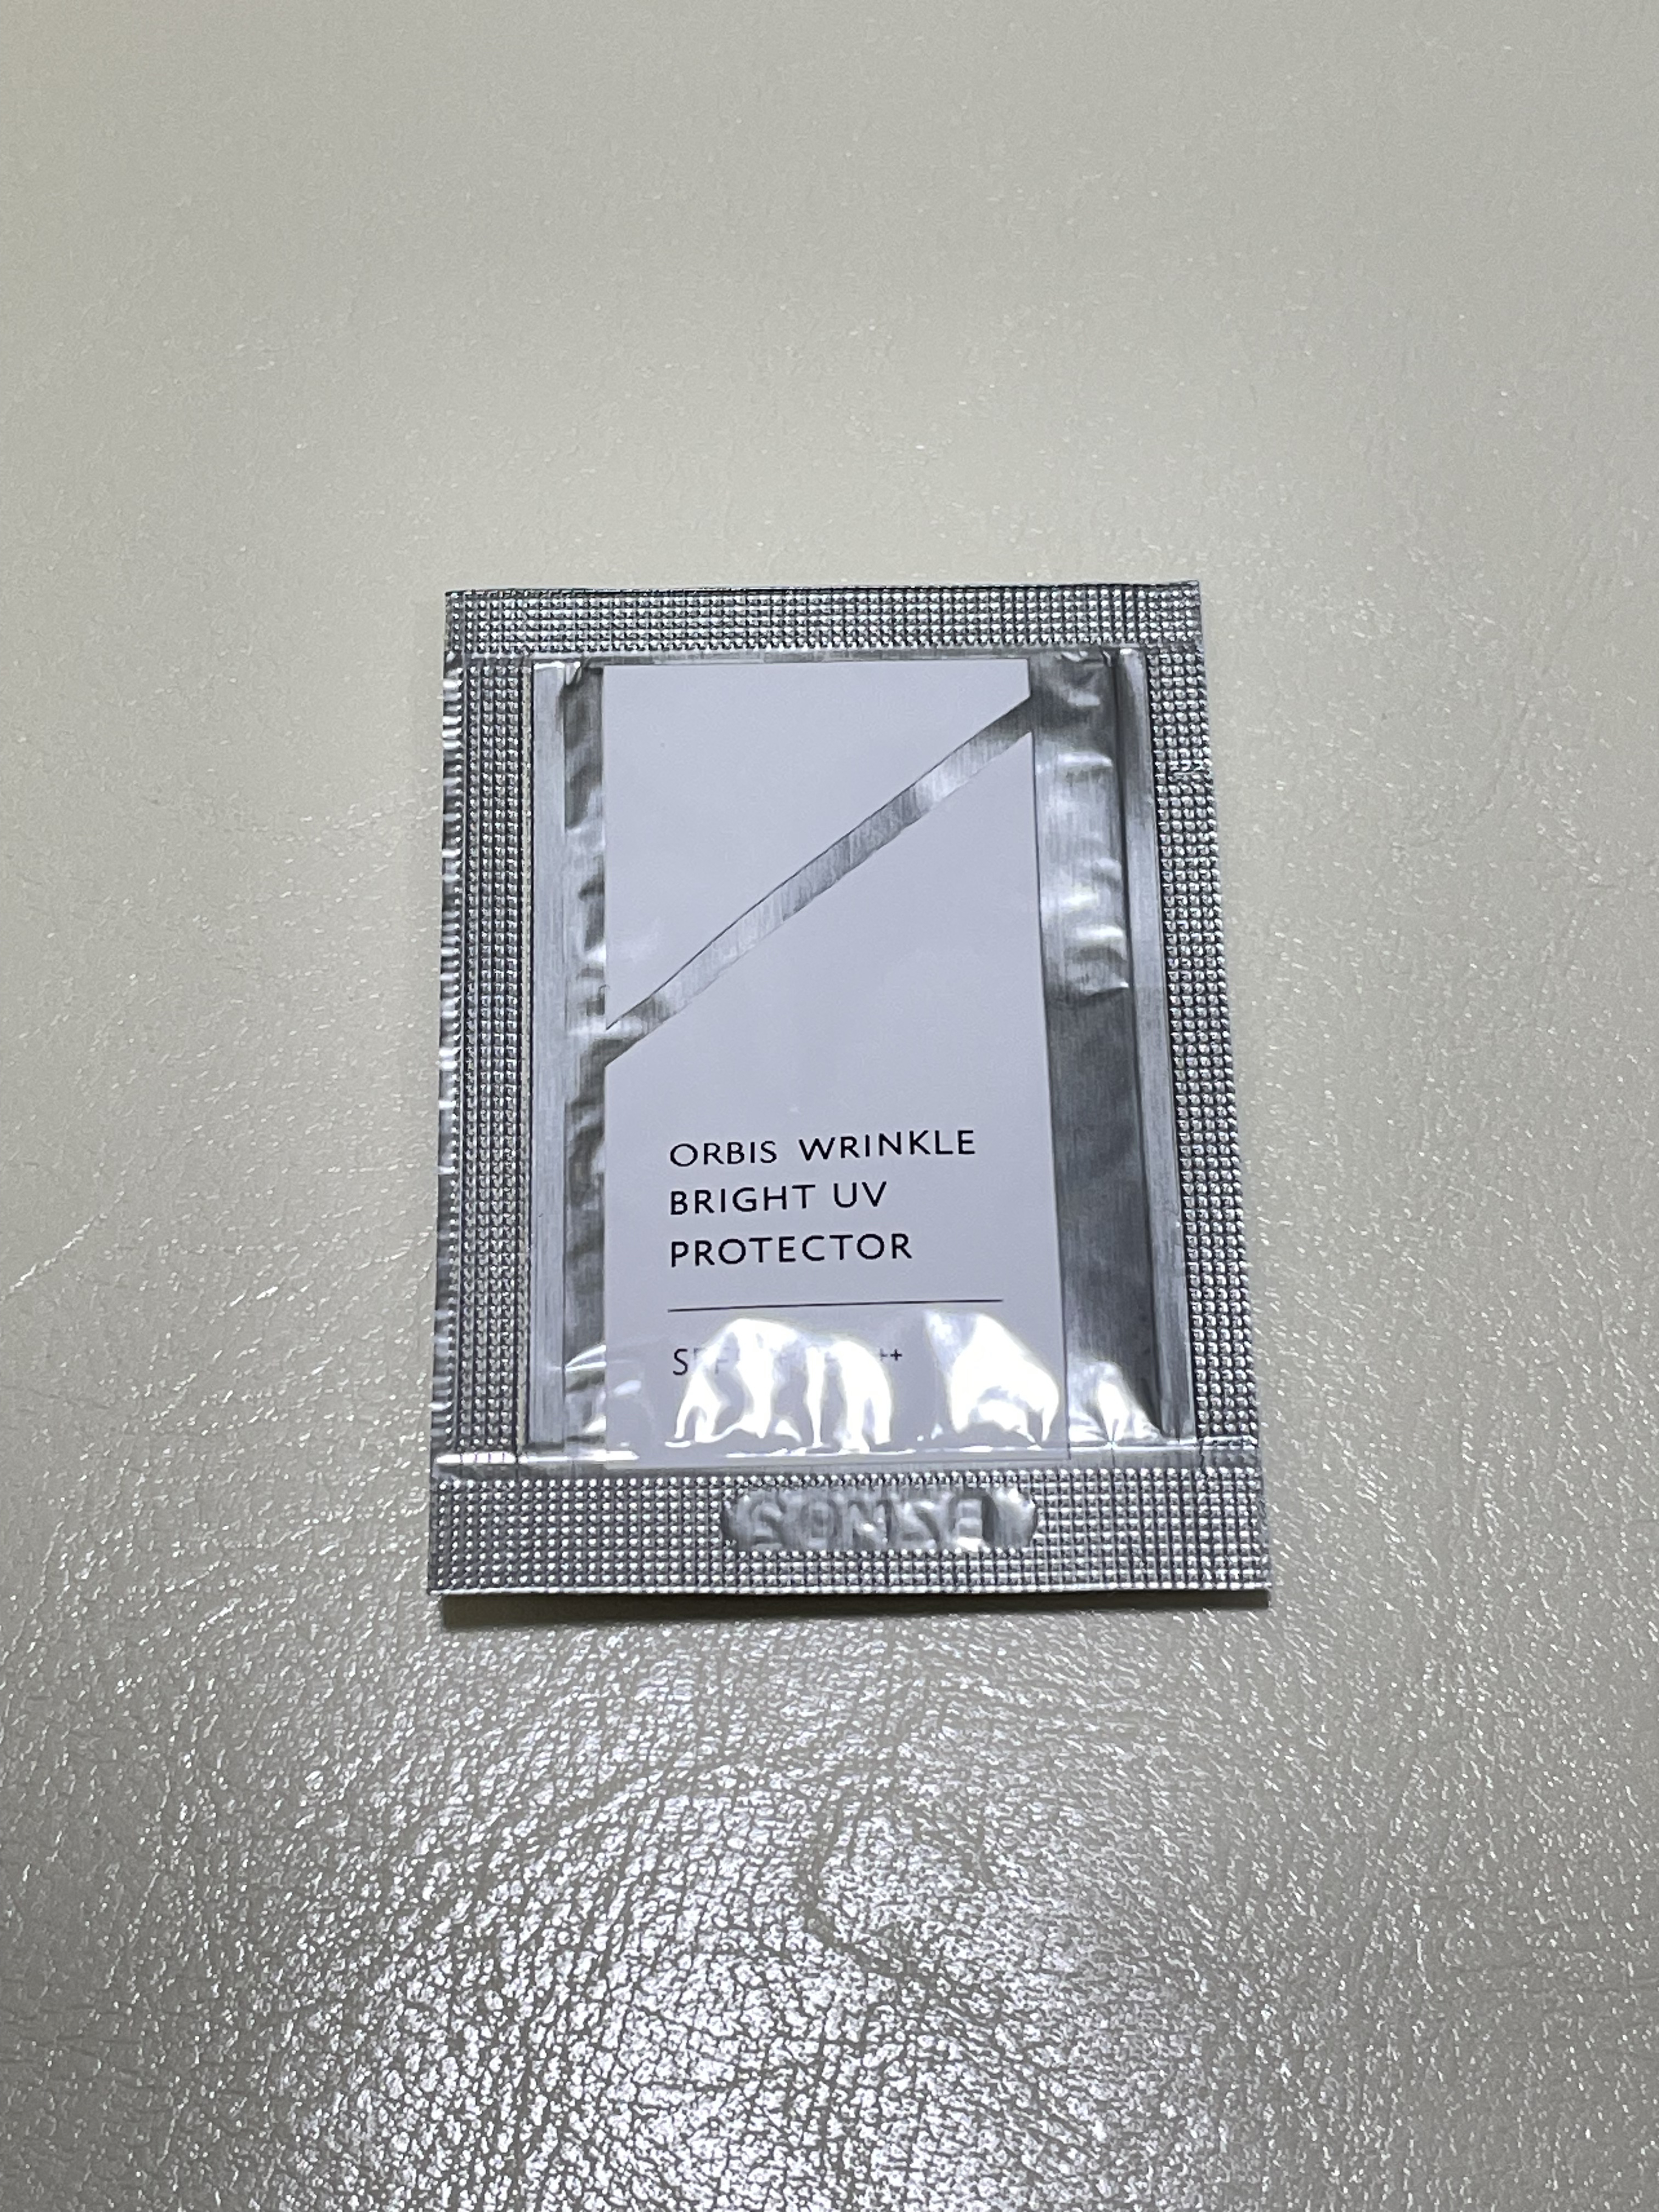 ORBIS WRINKLE
BRIGHT UV
PROTECTOR